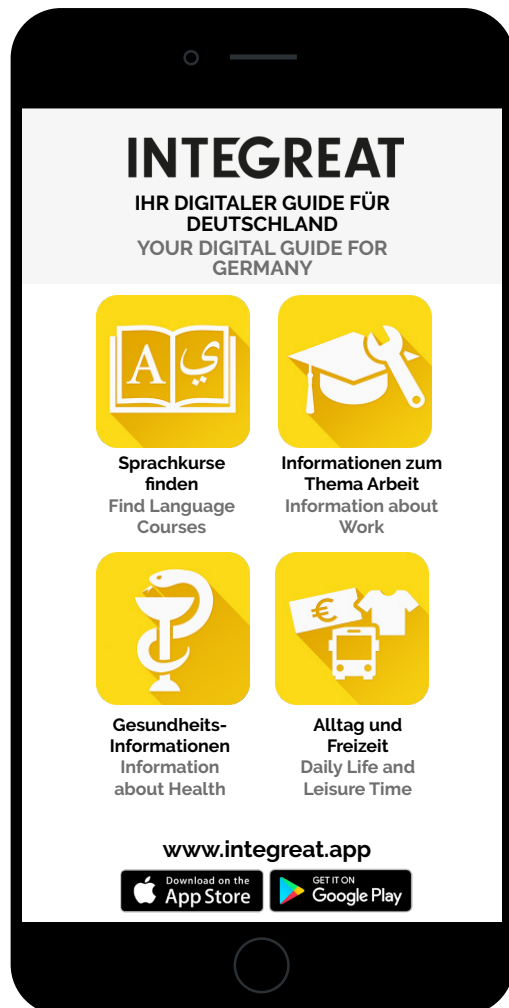 INTEGREAT
IHR DIGITALER GUIDE FÜR
DEUTSCHLAND
YOUR DIGITAL GUIDE FOR
GERMANY
A ي
Sprachkurse
finden
Find Language
Courses
Informationen zum
Thema Arbeit
Information about
Work
€
Gesundheits-
Informationen
Information
about Health
Alltag und
Freizeit
Daily Life and
Leisure Time
www.integreat.app
Download on the
App Store
GET IT ON
Google Play